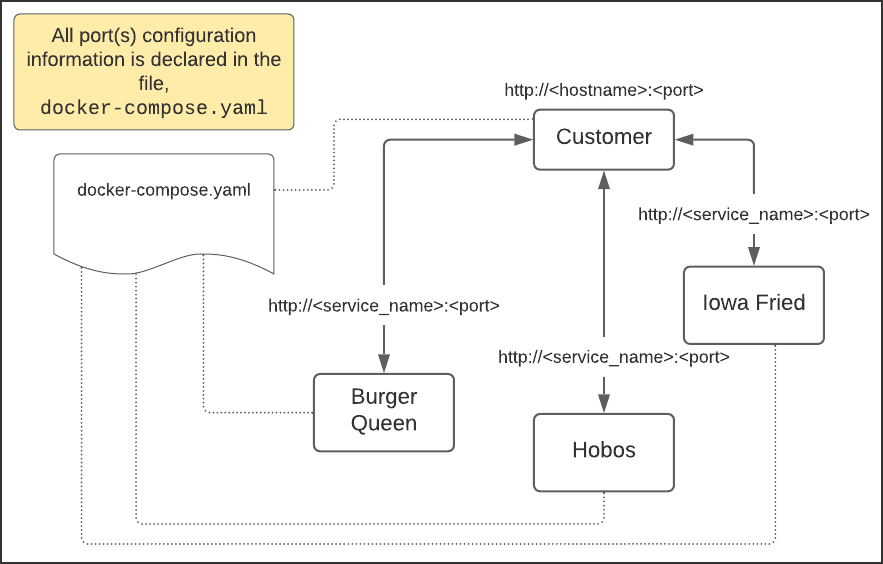 All port(s) configuration
information is declared in the
file,
docker-compose.yaml
http://<hostname>:<port>
Customer
docker-compose.yaml
http://<service_name>:<port>
Iowa Fried
http://<service_name>:<port>
http://<service_name>:<port>
Burger
Queen
Hobos